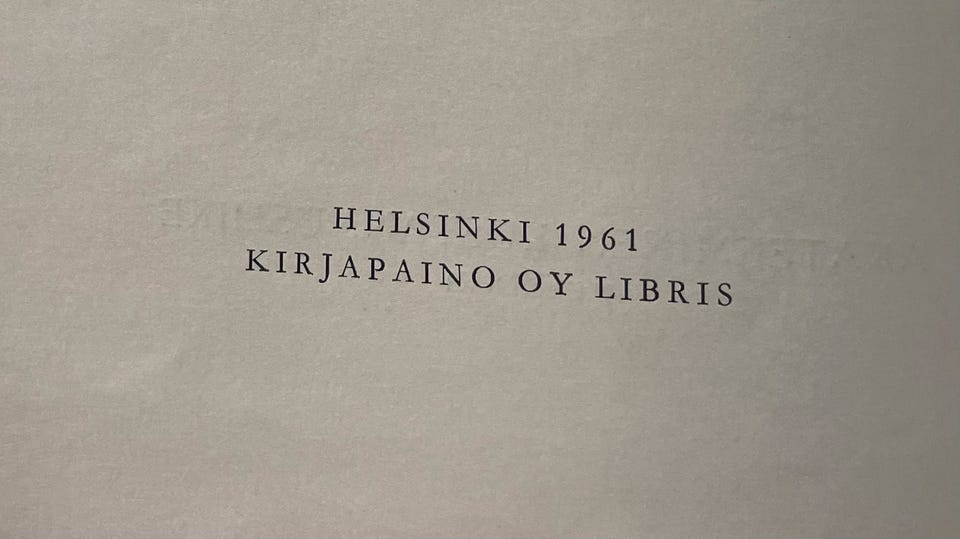 HELSINKI 1961
KIRJAPAINO OY LIBRIS